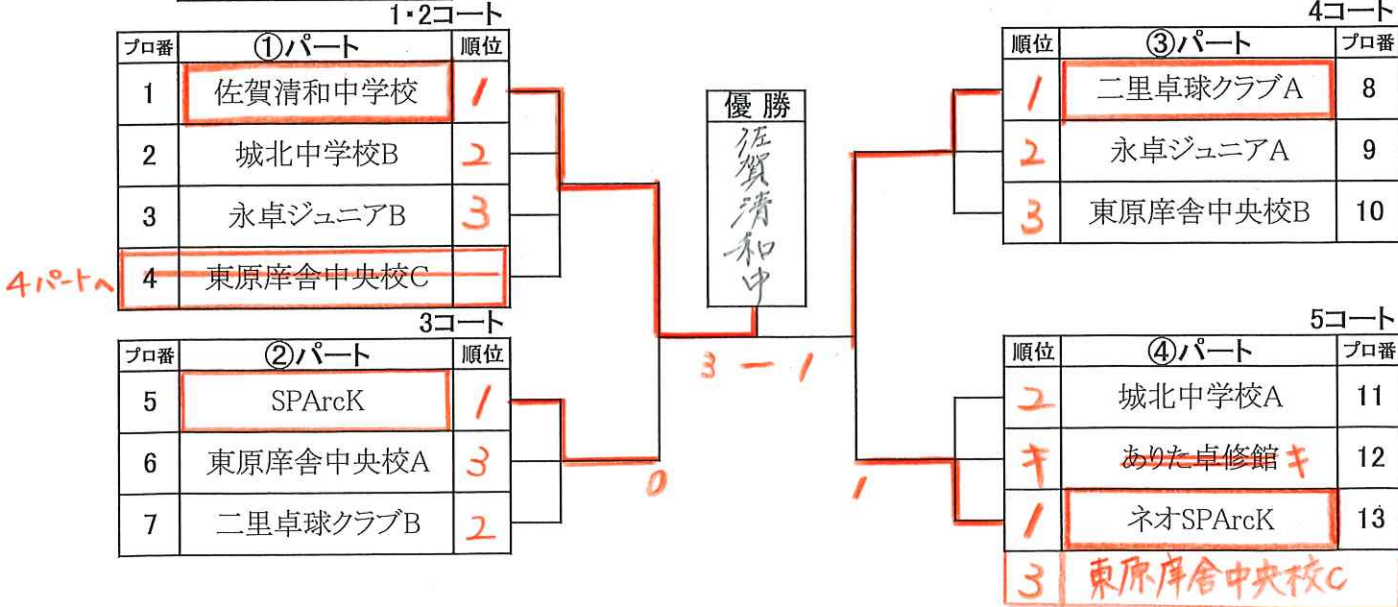 1・2コート
プロ番 ①パート 順位
1 佐賀清和中学校 1
2 城北中学校B 2
3 永卓ジュニアB 3
4パートへ 4 東原庠舎中央校C
3コート
プロ番 ②パート 順位
5 SPArcK 1
6 東原庠舎中央校A 3
7 二里卓球クラブB 2
優勝
佐賀清和中
3 - 1
0
1
4コート
順位 ③パート プロ番
1 二里卓球クラブA 8
2 永卓ジュニアA 9
3 東原庠舎中央校B 10
5コート
順位 ④パート プロ番
2 城北中学校A 11
キ ありた卓修館 キ 12
1 ネオSPArcK 13
3 東原庠舎中央校C